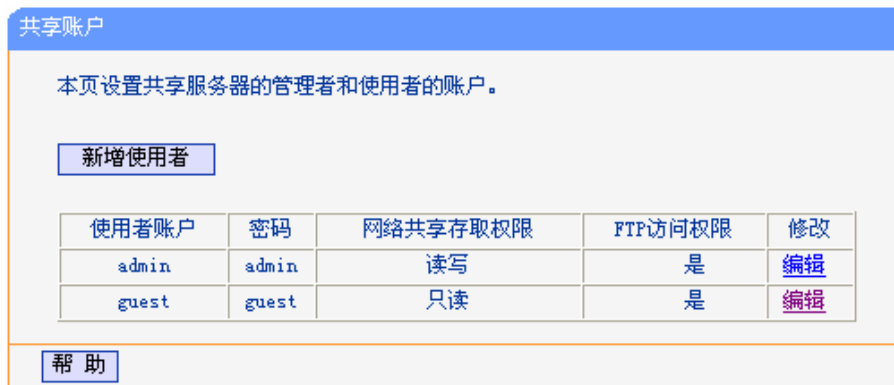 共享账户
本页设置共享服务器的管理者和使用者的账户。
新增使用者
使用者账户 密码 网络共享存取权限 FTP访问权限 修改
admin admin 读写 是 编辑
guest guest 只读 是 编辑
帮 助